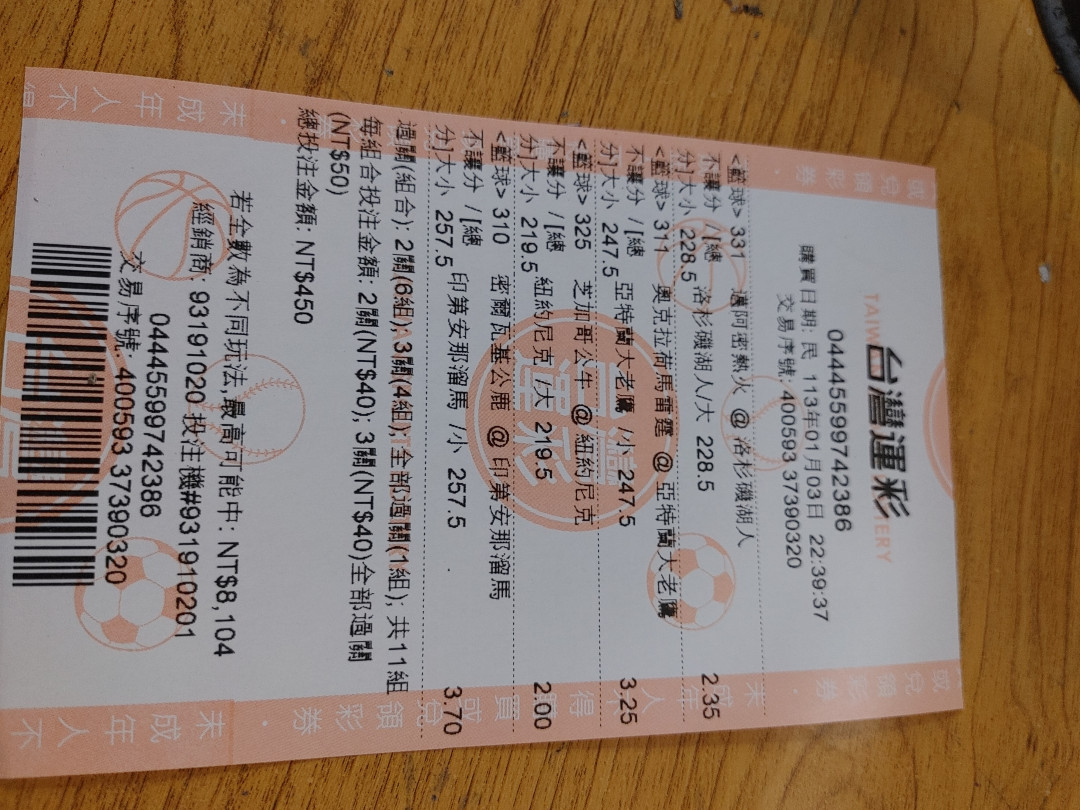 台灣運彩
TAIWAN LOTTERY
0444559974 2386
購買日期: 民 113年01月03日 22:39:37
交易序號: 400593 37390320
<籃球> 331 邁阿密熱火 @ 洛杉磯湖人
不讓分 / [總
分]大小 228.5 洛杉磯湖人/大 228.5 2.35
<籃球> 311 奧克拉荷馬雷霆 @ 亞特蘭大老鷹
不讓分 / [總
分]大小 247.5 亞特蘭大老鷹 /小 247.5 3.25
<籃球> 325 芝加哥公牛 @ 紐約尼克
不讓分 / [總
分]大小 219.5 紐約尼克 /大 219.5 2.00
<籃球> 310 密爾瓦基公鹿 @ 印第安那溜馬
不讓分 / [總
分]大小 257.5 印第安那溜馬 /小 257.5 3.70
過關(組合): 2關(6組); 3關(4組);全部過關(1組); 共11組
每組合投注金額: 2關(NT$40); 3關(NT$40)全部過關
(NT$50)
總投注金額: NT$450
若全數為不同玩法,最高可能中: NT$8,104
經銷商: 93191020 投注機#931910201
04445599742386
交易序號: 400593 37390320
台灣運彩
未成年人不得購買或兌領彩券